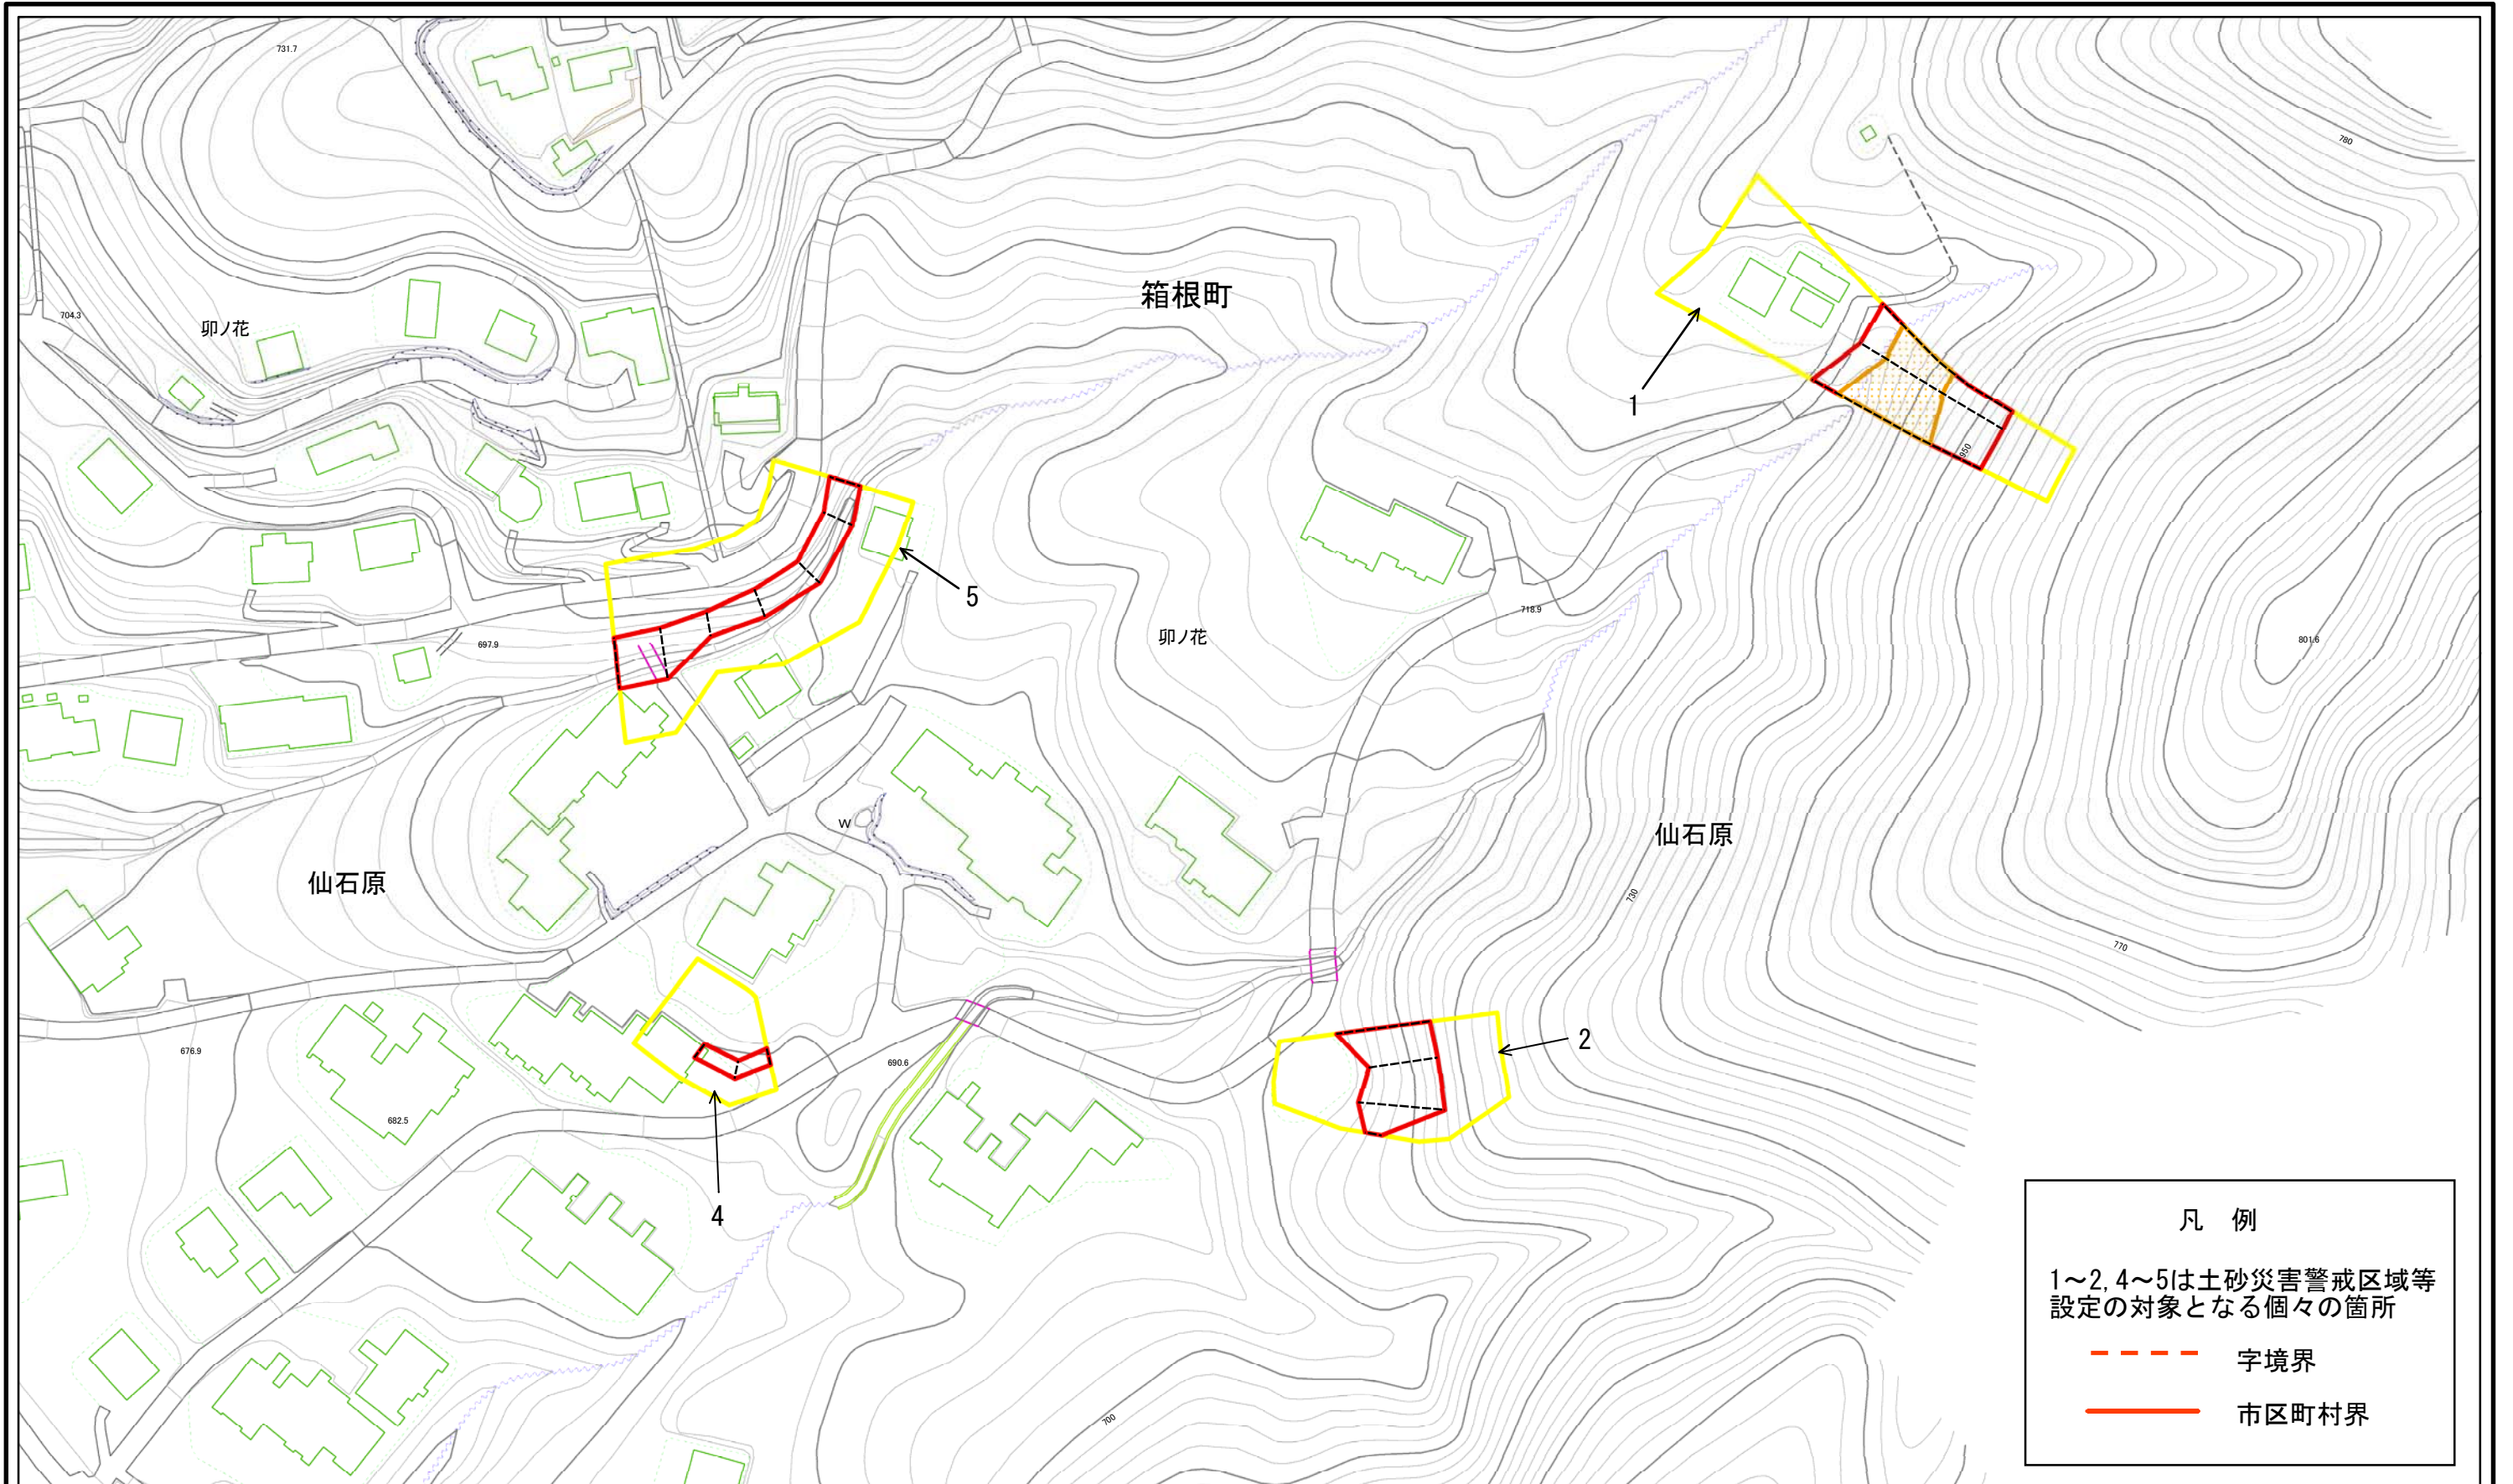 731.7
780
箱根町
704.3
卯ノ花
1
950
5
718.9
卯ノ花
801.6
697.9
W
仙石原
仙石原
730
770
2
676.9
690.6
682.5
4
700
凡　例
1～2,4～5は土砂災害警戒区域等
設定の対象となる個々の箇所
字境界
市区町村界